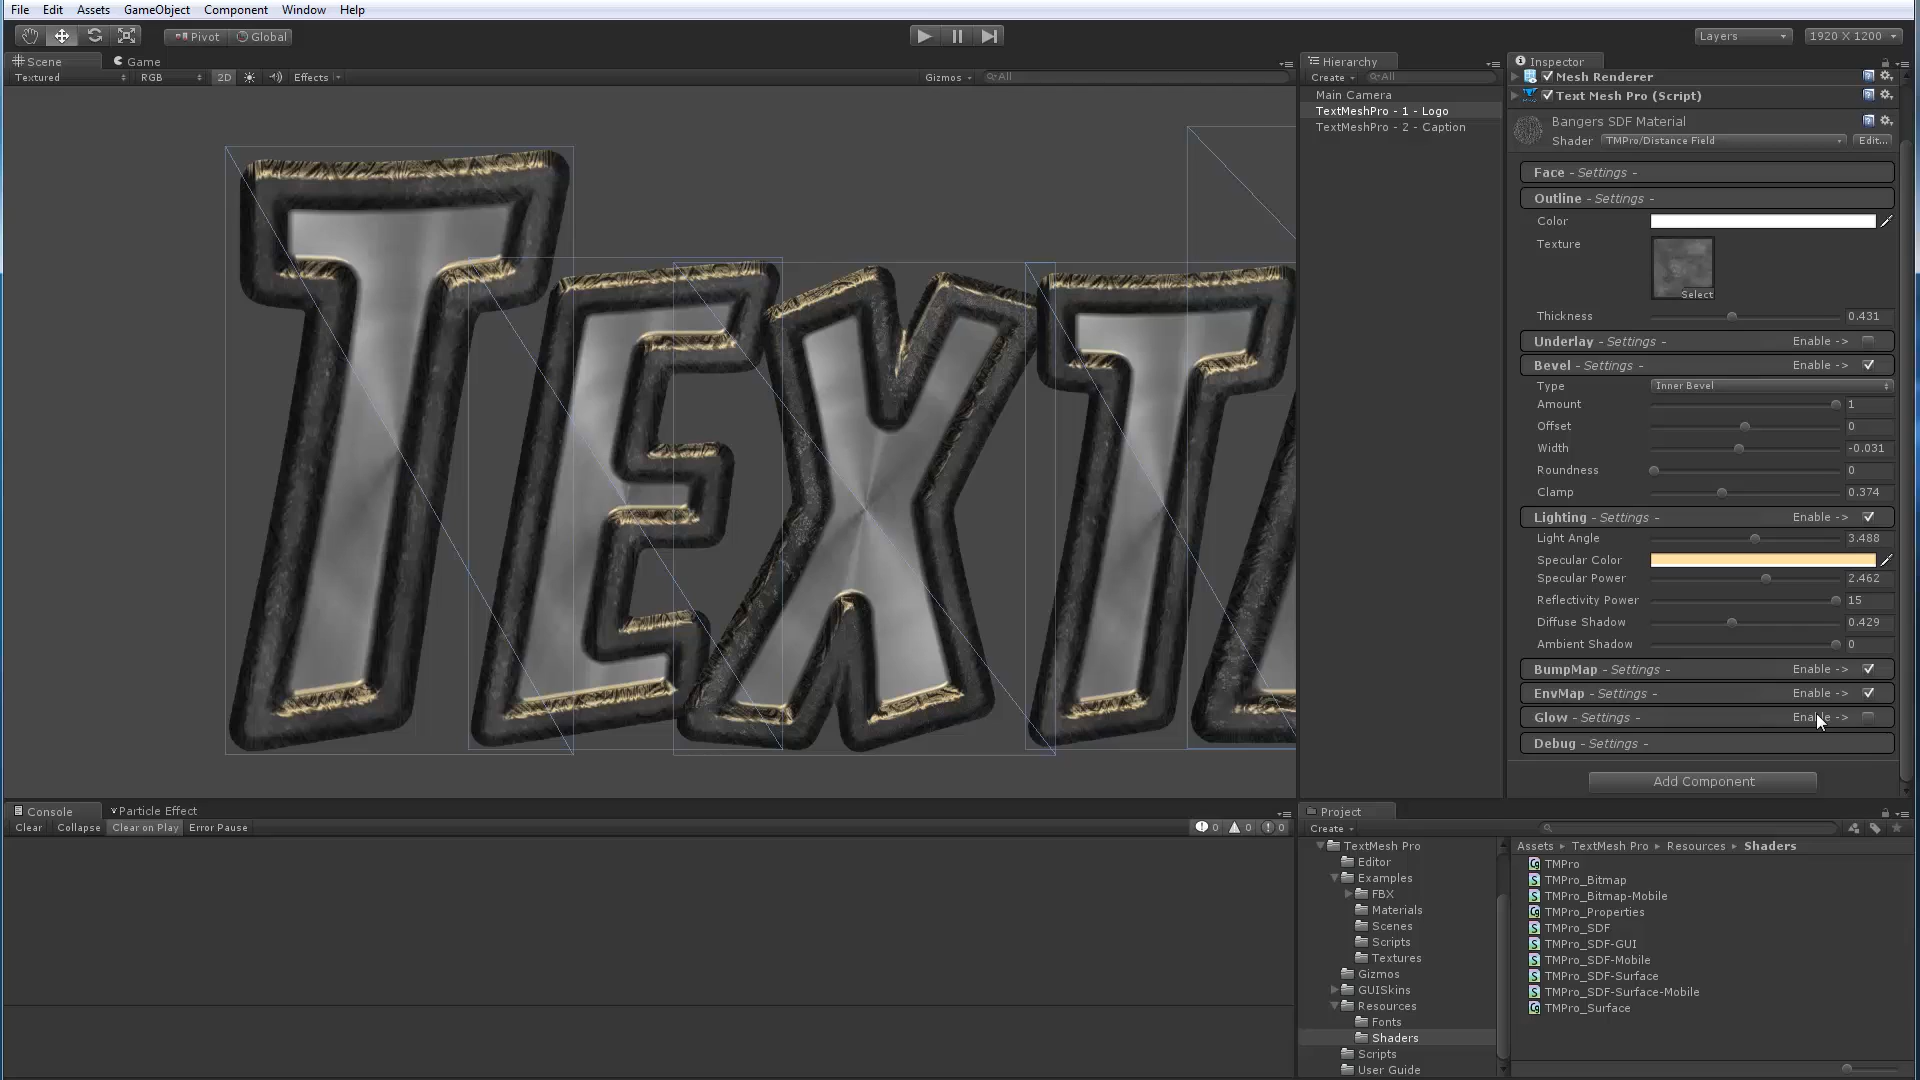 File Edit Assets GameObject Component Window Help
Pivot Global
Layers
1920 X 1200
Scene Game
Textured RGB 2D Effects Gizmos All
TEXT
Hierarchy
Create All
Main Camera
TextMeshPro - 1 - Logo
TextMeshPro - 2 - Caption
Inspector
Mesh Renderer
Text Mesh Pro (Script)
Bangers SDF Material
Shader TMPro/Distance Field Edit...
Face - Settings -
Outline - Settings -
Color
Texture
Select
Thickness 0.431
Underlay - Settings - Enable ->
Bevel - Settings - Enable ->
Type Inner Bevel
Amount 1
Offset 0
Width -0.031
Roundness 0
Clamp 0.374
Lighting - Settings - Enable ->
Light Angle 3.488
Specular Color
Specular Power 2.462
Reflectivity Power 15
Diffuse Shadow 0.429
Ambient Shadow 0
BumpMap - Settings - Enable ->
EnvMap - Settings - Enable ->
Glow - Settings - Enable ->
Debug - Settings -
Add Component
Console Particle Effect
Clear Collapse Clear on Play Error Pause 0 0 0
Project
Create
TextMesh Pro
Editor
Examples
FBX
Materials
Scenes
Scripts
Textures
Gizmos
GUISkins
Resources
Fonts
Shaders
Scripts
User Guide
Assets TextMesh Pro Resources Shaders
TMPro
TMPro_Bitmap
TMPro_Bitmap-Mobile
TMPro_Properties
TMPro_SDF
TMPro_SDF-GUI
TMPro_SDF-Mobile
TMPro_SDF-Surface
TMPro_SDF-Surface-Mobile
TMPro_Surface